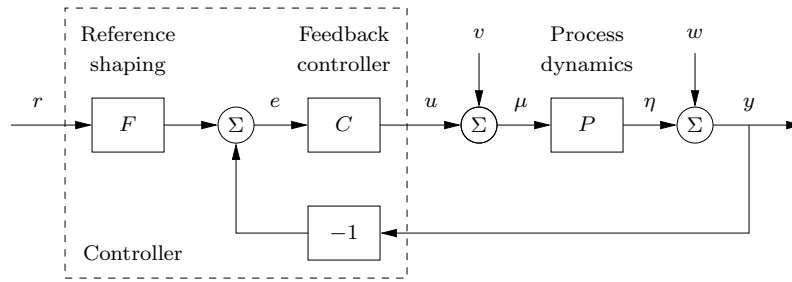 Reference
shaping
Feedback
controller
v
Process
dynamics
w
r
F
Σ
e
C
u
Σ
μ
P
η
Σ
y
−1
Controller